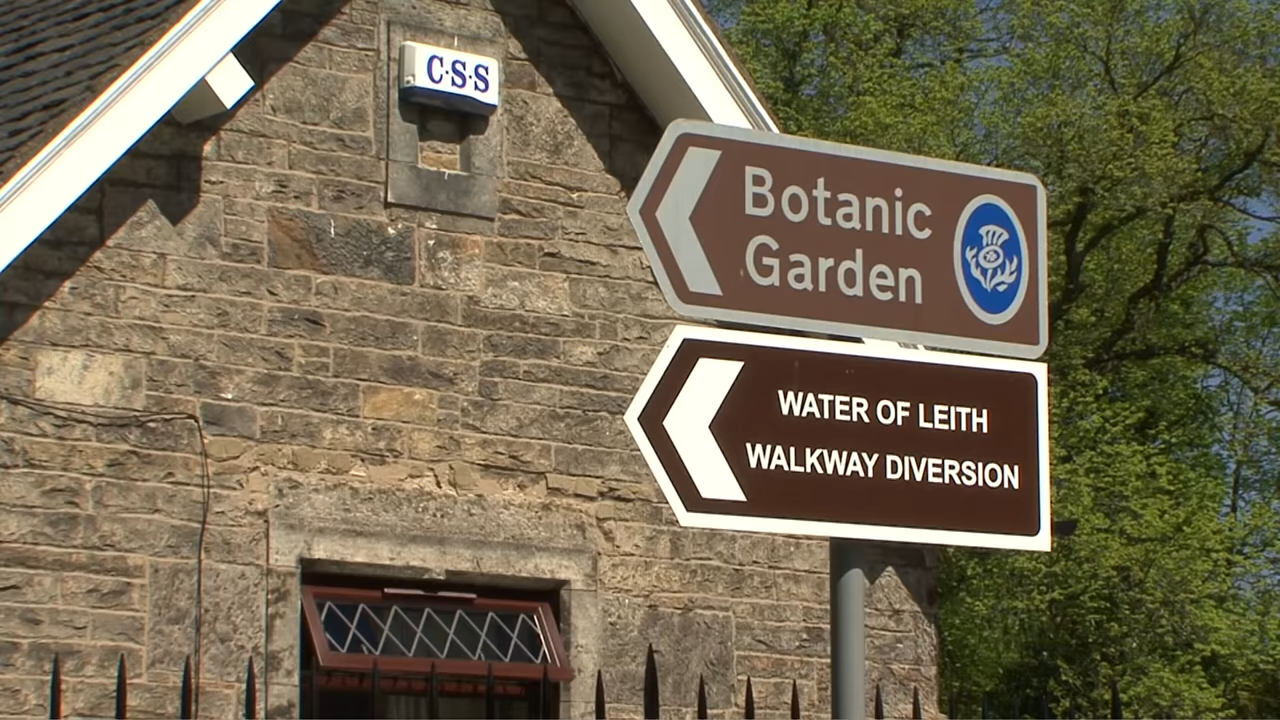 C·S·S
Botanic
Garden
WATER OF LEITH
WALKWAY DIVERSION